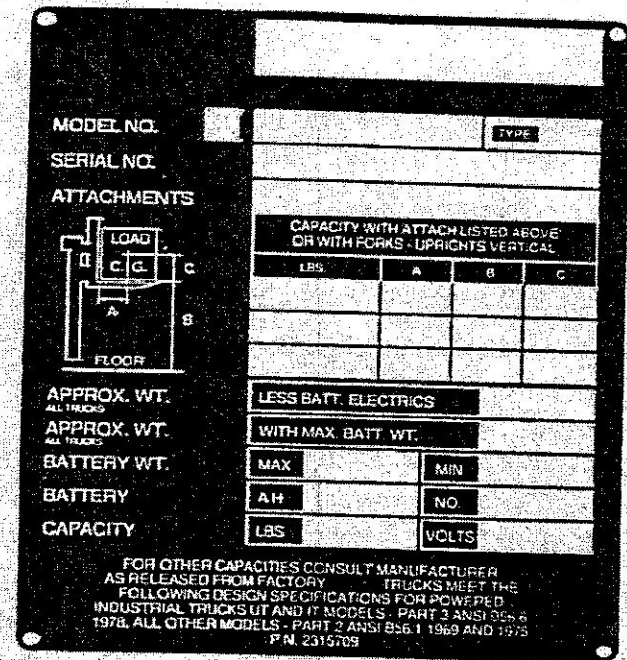 MODEL NO.
TYPE
SERIAL NO.
ATTACHMENTS
CAPACITY WITH ATTACH LISTED ABOVE
OR WITH FORKS - UPRIGHTS VERTICAL
LBS. A B C
LOAD
C. G.
C
A
B
FLOOR
APPROX. WT. LESS BATT. ELECTRICS
ALL TRUCKS
APPROX. WT. WITH MAX. BATT. WT.
ALL TRUCKS
BATTERY WT. MAX MIN
BATTERY A H NO.
CAPACITY LBS VOLTS
FOR OTHER CAPACITIES CONSULT MANUFACTURER
AS RELEASED FROM FACTORY TRUCKS MEET THE
FOLLOWING DESIGN SPECIFICATIONS FOR POWERED
INDUSTRIAL TRUCKS UT AND IT MODELS - PART 3 ANSI B56.6
1978, ALL OTHER MODELS - PART 2 ANSI B56.1 1969 AND 1975
P.N. 2315709